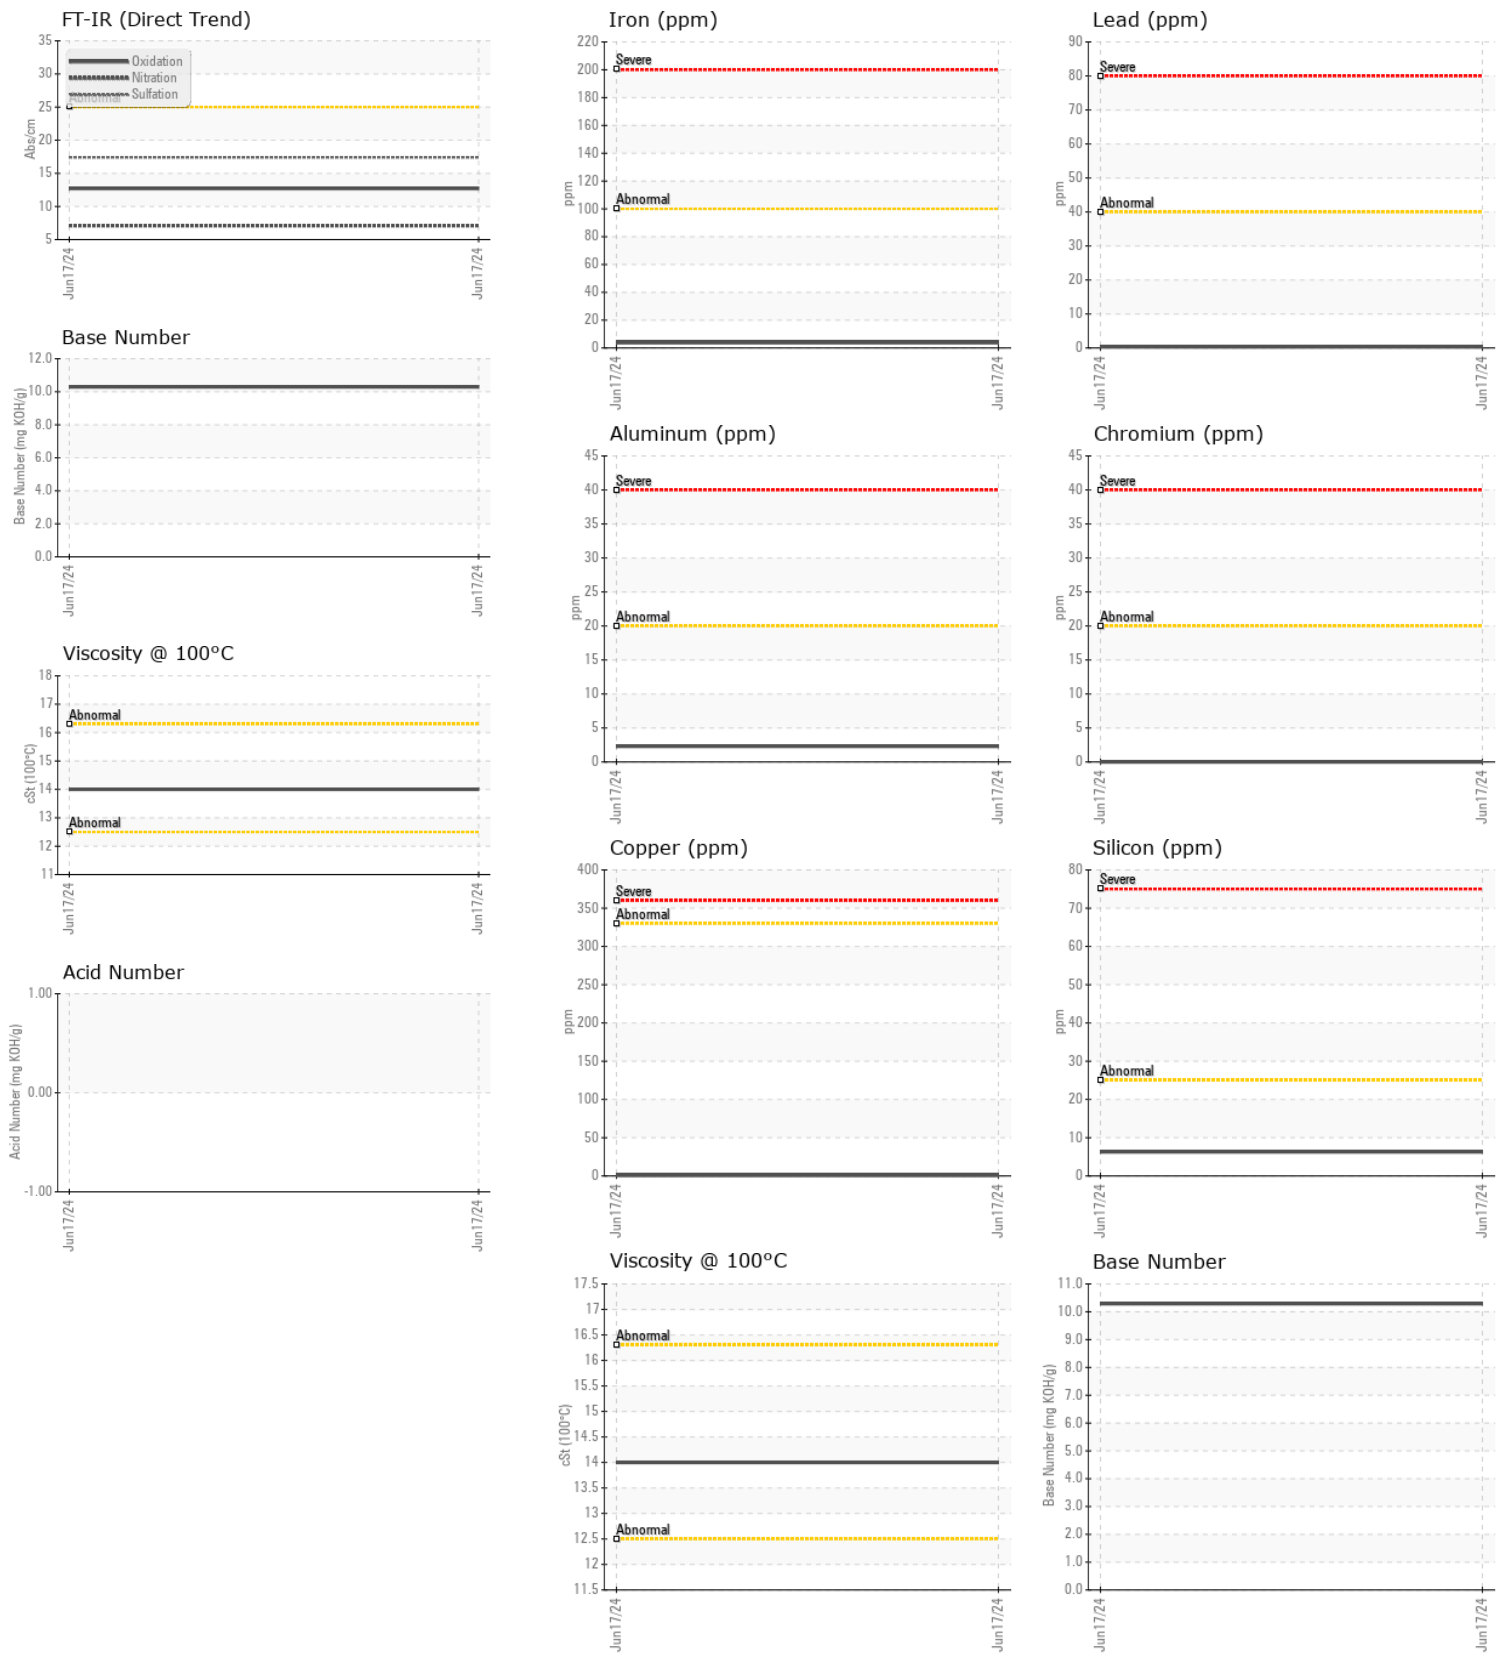 FT-IR (Direct Trend)
35
30
25
20
15
10
5
Abs/cm
Oxidation
Nitration
Sulfation
Abnormal
Jun17/24
Jun17/24
Base Number
12.0
10.0
8.0
6.0
4.0
2.0
0.0
Base Number (mg KOH/g)
Jun17/24
Jun17/24
Viscosity @ 100°C
18
17
16
15
14
13
12
11
cSt (100°C)
Abnormal
Abnormal
Jun17/24
Jun17/24
Acid Number
1.00
0.00
-1.00
Acid Number (mg KOH/g)
Jun17/24
Jun17/24
Iron (ppm)
220
200
180
160
140
120
100
80
60
40
20
0
ppm
Severe
Abnormal
Jun17/24
Jun17/24
Lead (ppm)
90
80
70
60
50
40
30
20
10
0
ppm
Severe
Abnormal
Jun17/24
Jun17/24
Aluminum (ppm)
45
40
35
30
25
20
15
10
5
0
ppm
Severe
Abnormal
Jun17/24
Jun17/24
Chromium (ppm)
45
40
35
30
25
20
15
10
5
0
ppm
Severe
Abnormal
Jun17/24
Jun17/24
Copper (ppm)
400
350
300
250
200
150
100
50
0
ppm
Severe
Abnormal
Jun17/24
Jun17/24
Silicon (ppm)
80
70
60
50
40
30
20
10
0
ppm
Severe
Abnormal
Jun17/24
Jun17/24
Viscosity @ 100°C
17.5
17
16.5
16
15.5
15
14.5
14
13.5
13
12.5
12
11.5
cSt (100°C)
Abnormal
Abnormal
Jun17/24
Jun17/24
Base Number
11.0
10.0
9.0
8.0
7.0
6.0
5.0
4.0
3.0
2.0
1.0
0.0
Base Number (mg KOH/g)
Jun17/24
Jun17/24